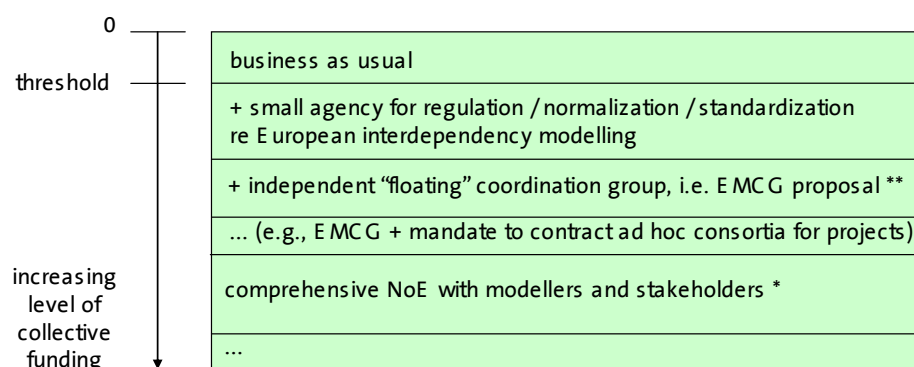 0
business as usual
threshold
+ small agency for regulation / normalization / standardization
re European interdependency modelling
+ independent “floating” coordination group, i.e. EMCG proposal **
... (e.g., EMCG + mandate to contract ad hoc consortia for projects)
increasing
level of
collective
funding
comprehensive NoE with modellers and stakeholders *
...